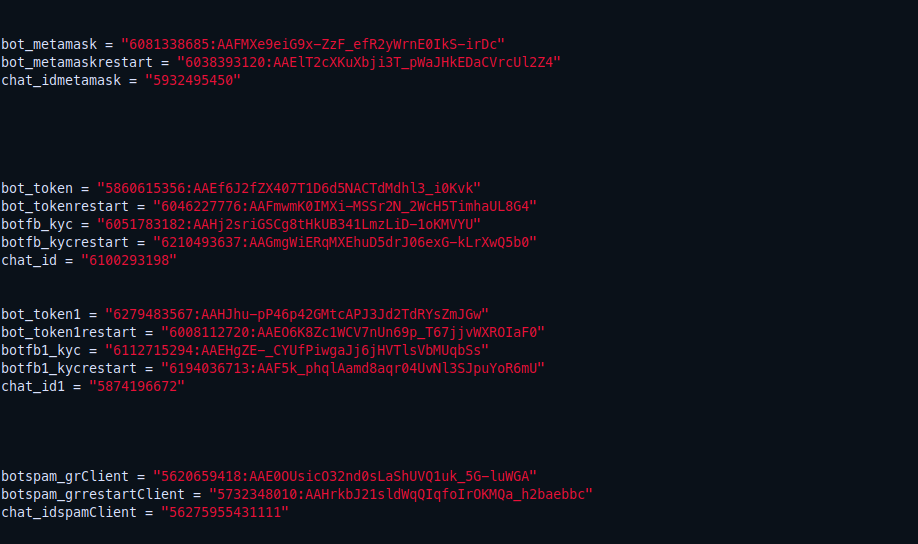 bot_metamask = "6081338685:AAFMXe9eiG9x-ZzF_efR2yWrnE0IkS-irDc"
bot_metamaskrestart = "6038393120:AAElT2cXKuXbji3T_pWaJHkEDaCVrcUl2Z4"
chat_idmetamask = "5932495450"
bot_token = "5860615356:AAEf6J2fZX407T1D6d5NACTdMdhl3_i0Kvk"
bot_tokenrestart = "6046227776:AAFmwmK0IMXi-MSSr2N_2WcH5TimhaUL8G4"
botfb_kyc = "6051783182:AAHj2sriGSCg8tHkUB341LmzLiD-1oKMVYU"
botfb_kycrestart = "6210493637:AAGmgWiERqMXEhuD5drJ06exG-kLrXwQ5b0"
chat_id = "6100293198"
bot_token1 = "6279483567:AAHJhu-pP46p42GMtcAPJ3Jd2TdRYsZmJGw"
bot_token1restart = "6008112720:AAEO6K8Zc1WCV7nUn69p_T67jjvWXROIaF0"
botfb1_kyc = "6112715294:AAEHgZE-_CYUfPiwgaJj6jHVTlsVbMUqbSs"
botfb1_kycrestart = "6194036713:AAF5k_phqlAamd8aqr04UvNl3SJpuYoR6mU"
chat_id1 = "5874196672"
botspam_grClient = "5620659418:AAE0OUsicO32nd0sLaShUVQ1uk_5G-luWGA"
botspam_grrestartClient = "5732348010:AAHrkbJ21sldWqQIqfoIrOKMQa_h2baebbc"
chat_idspamClient = "56275955431111"